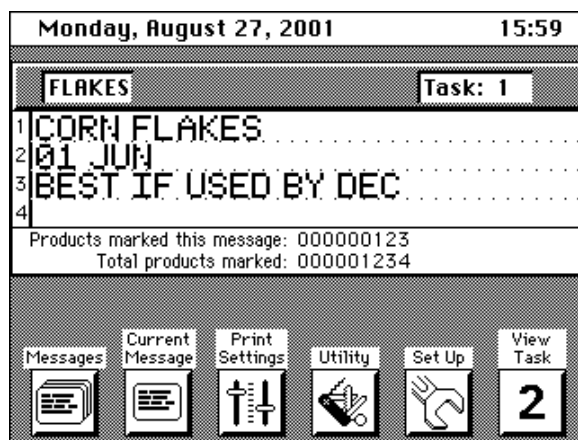 Monday, August 27, 2001 15:59
FLAKES Task: 1
1 CORN FLAKES
2 01 JUN
3 BEST IF USED BY DEC
4
Products marked this message: 000000123
Total products marked: 000001234
Messages Current Message Print Settings Utility Set Up View Task
2